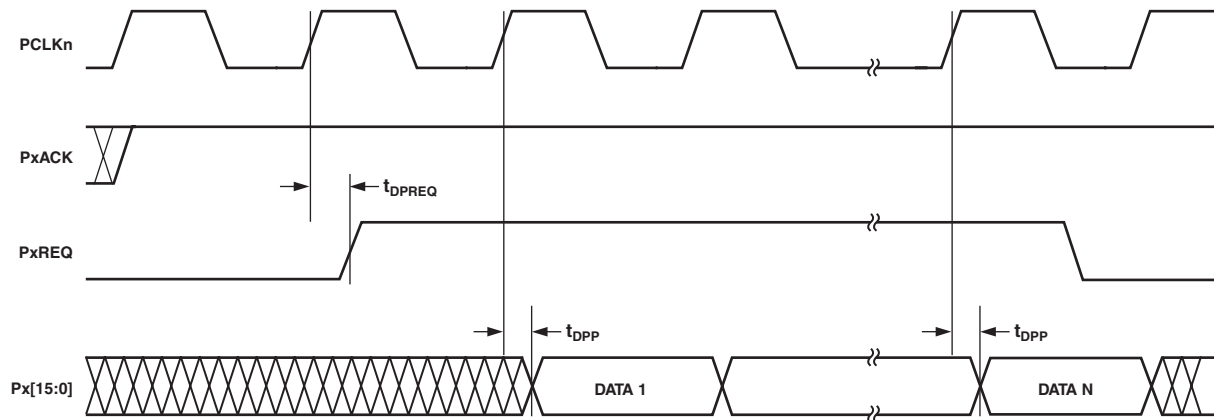 PCLKn
PxACK
tDPREQ
PxREQ
tDPP
tDPP
Px[15:0]
DATA 1
DATA N